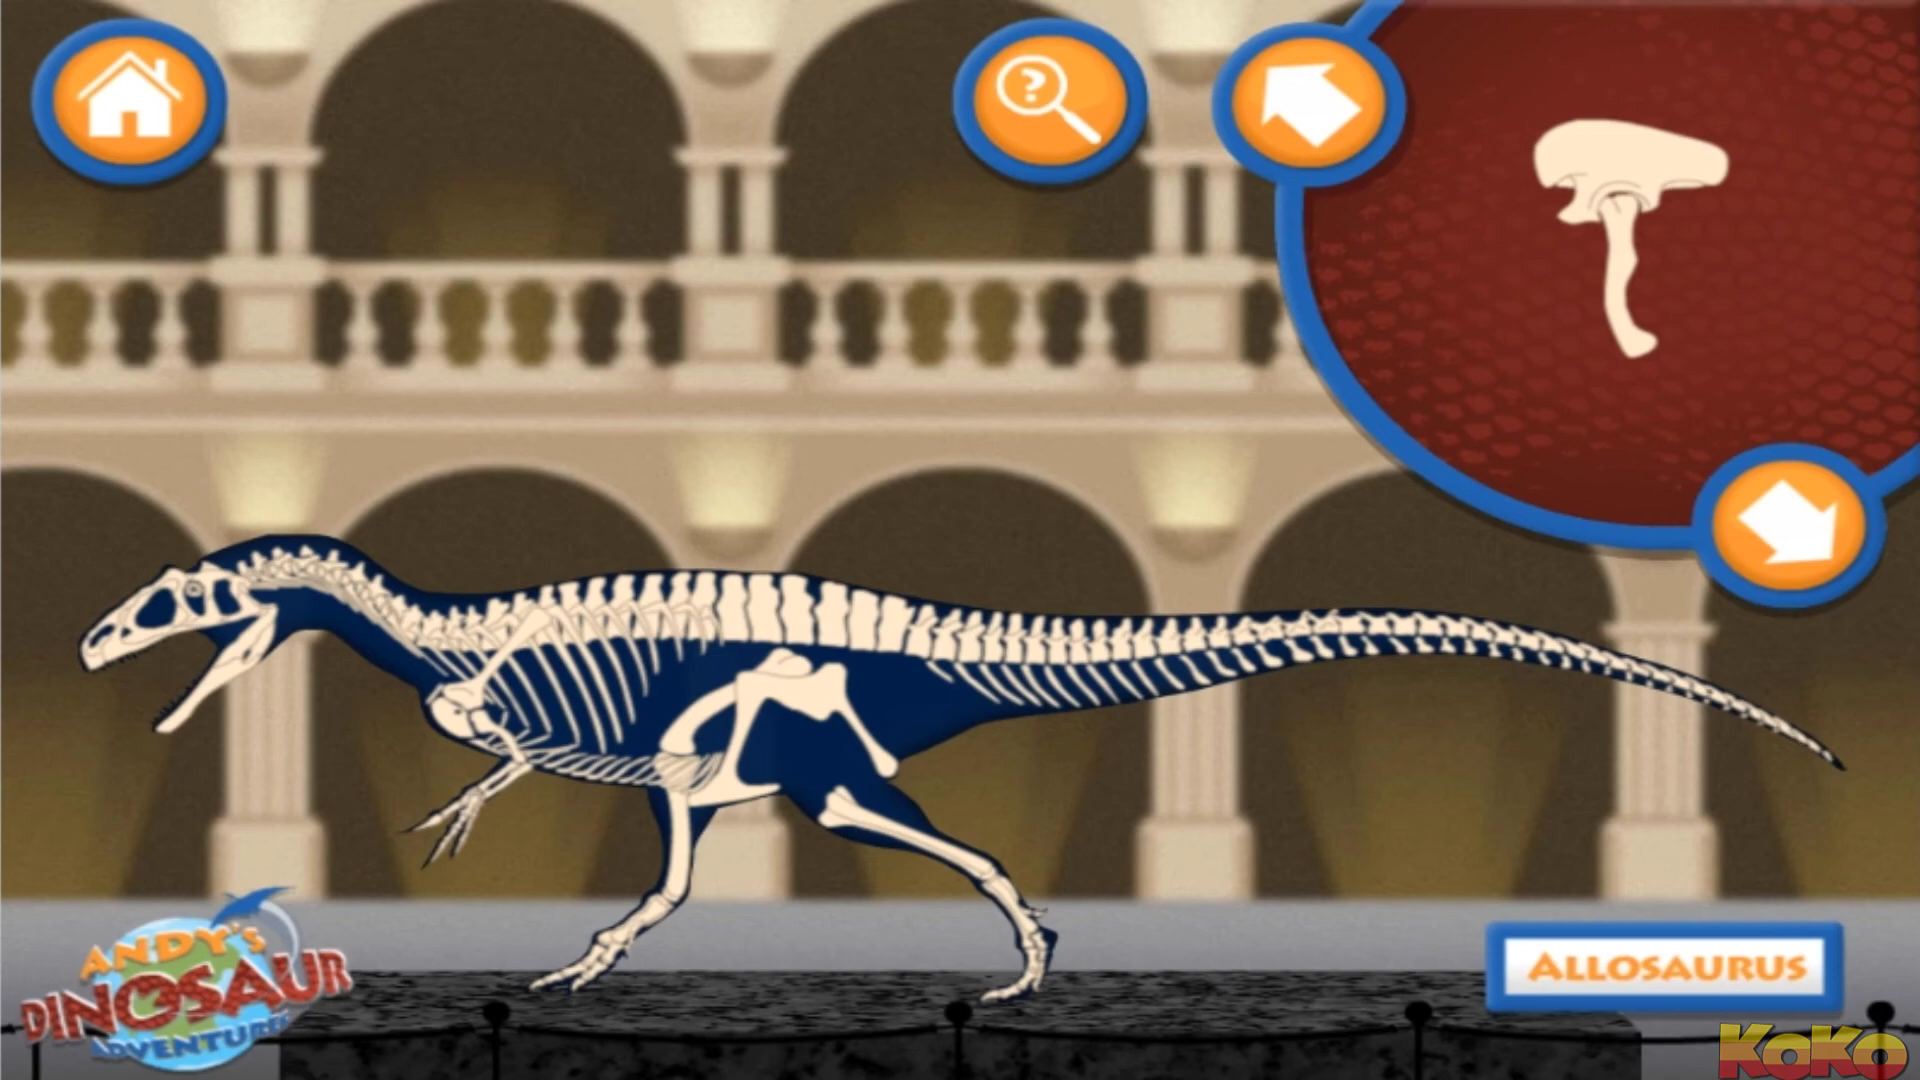 ?
ANDY'S
DINOSAUR
ADVENTURES
ALLOSAURUS
KoKo